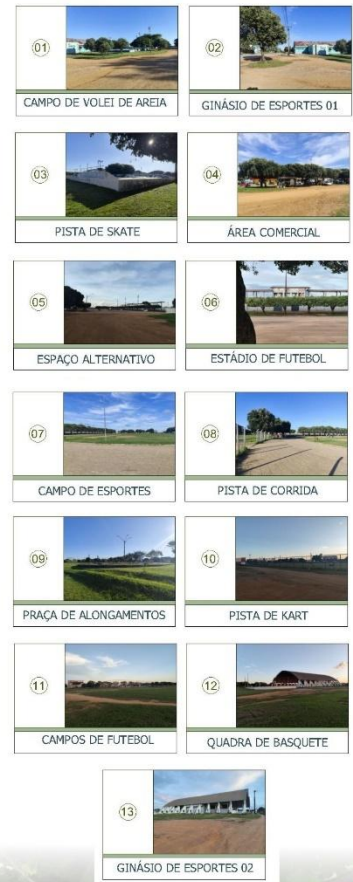 01
CAMPO DE VOLEI DE AREIA
02
GINÁSIO DE ESPORTES 01
03
PISTA DE SKATE
04
ÁREA COMERCIAL
05
ESPAÇO ALTERNATIVO
06
ESTÁDIO DE FUTEBOL
07
CAMPO DE ESPORTES
08
PISTA DE CORRIDA
09
PRAÇA DE ALONGAMENTOS
10
PISTA DE KART
11
CAMPOS DE FUTEBOL
12
QUADRA DE BASQUETE
13
GINÁSIO DE ESPORTES 02